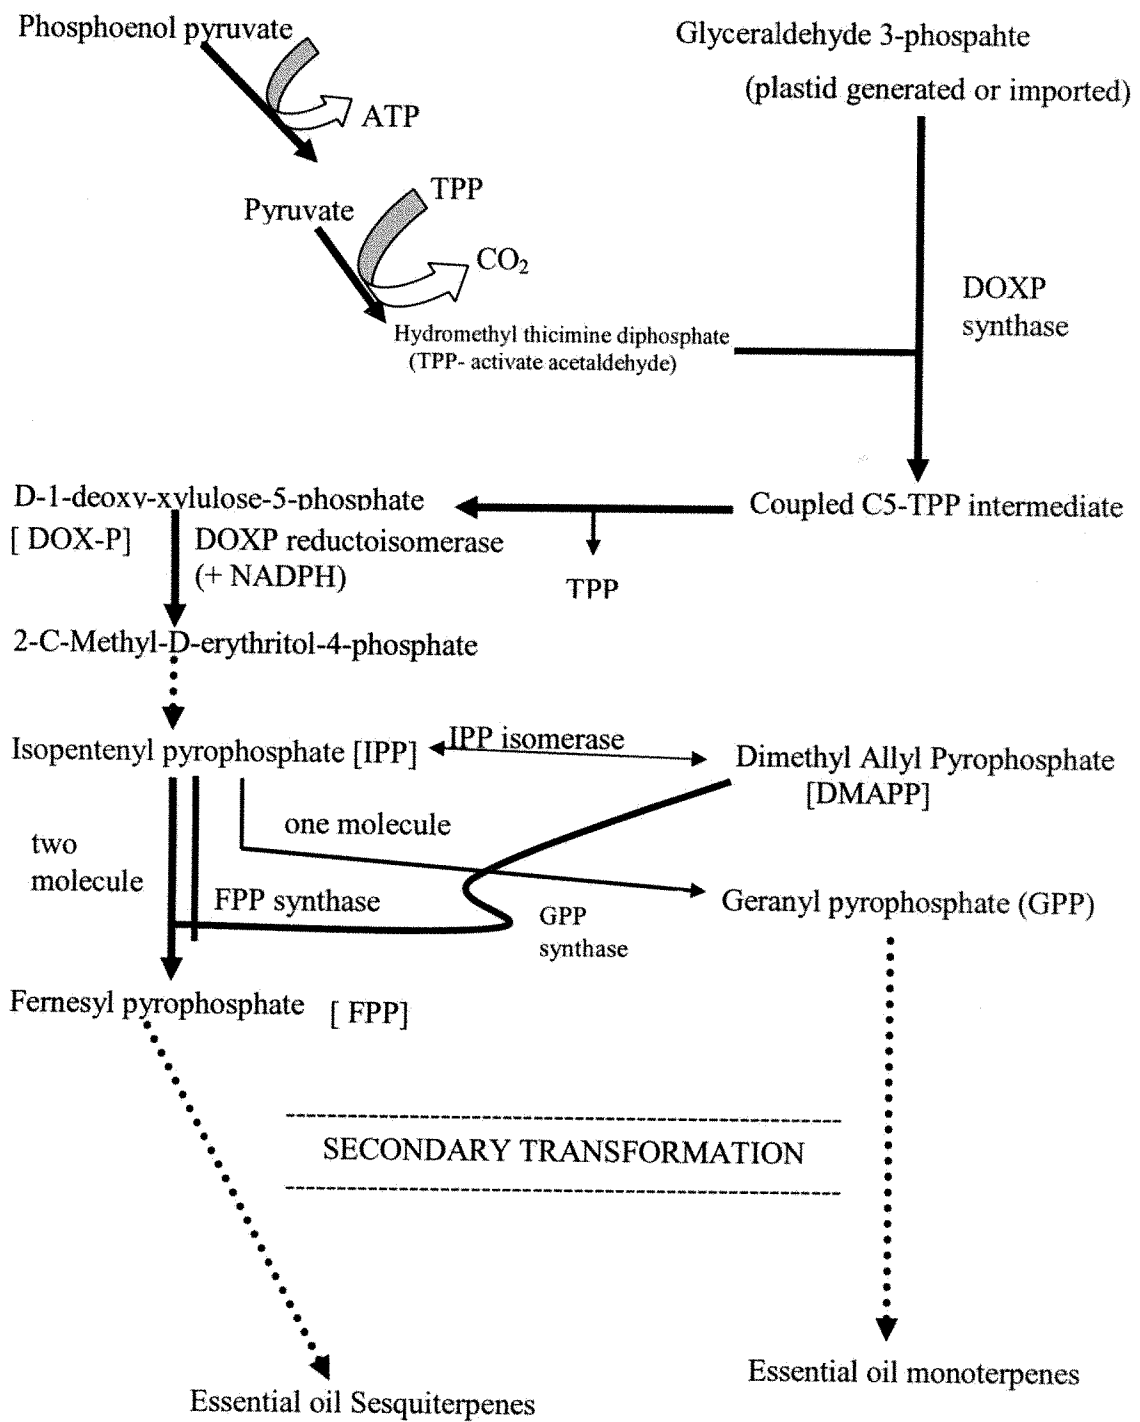 Phosphoenol pyruvate
Glyceraldehyde 3-phospahte
(plastid generated or imported)
ATP
TPP
Pyruvate
CO₂
DOXP
synthase
Hydromethyl thicimine diphosphate
(TPP- activate acetaldehyde)
D-1-deoxy-xylulose-5-phosphate
Coupled C5-TPP intermediate
[ DOX-P]
DOXP reductoisomerase
(+ NADPH)
TPP
2-C-Methyl-D-erythritol-4-phosphate
Isopentenyl pyrophosphate [IPP]
IPP isomerase
Dimethyl Allyl Pyrophosphate
[DMAPP]
one molecule
two
molecule
FPP synthase
GPP
synthase
Geranyl pyrophosphate (GPP)
Fernesyl pyrophosphate [ FPP]
SECONDARY TRANSFORMATION
Essential oil monoterpenes
Essential oil Sesquiterpenes